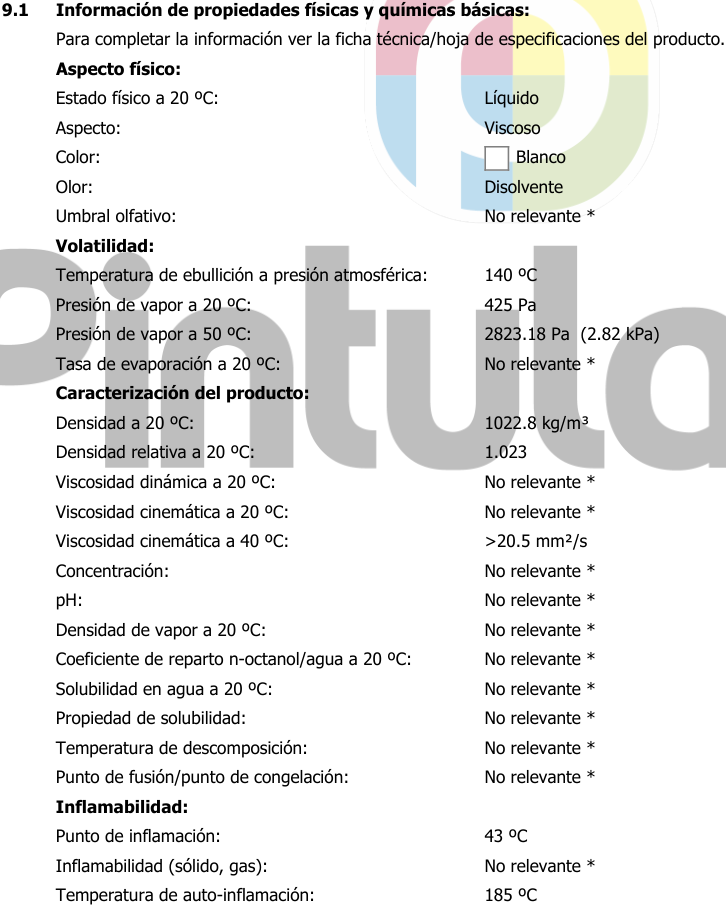 9.1 Información de propiedades físicas y químicas básicas:
Para completar la información ver la ficha técnica/hoja de especificaciones del producto.
Aspecto físico:
Estado físico a 20 ºC: Líquido
Aspecto: Viscoso
Color: Blanco
Olor: Disolvente
Umbral olfativo: No relevante *
Volatilidad:
Temperatura de ebullición a presión atmosférica: 140 ºC
Presión de vapor a 20 ºC: 425 Pa
Presión de vapor a 50 ºC: 2823.18 Pa (2.82 kPa)
Tasa de evaporación a 20 ºC: No relevante *
Caracterización del producto:
Densidad a 20 ºC: 1022.8 kg/m³
Densidad relativa a 20 ºC: 1.023
Viscosidad dinámica a 20 ºC: No relevante *
Viscosidad cinemática a 20 ºC: No relevante *
Viscosidad cinemática a 40 ºC: >20.5 mm²/s
Concentración: No relevante *
pH: No relevante *
Densidad de vapor a 20 ºC: No relevante *
Coeficiente de reparto n-octanol/agua a 20 ºC: No relevante *
Solubilidad en agua a 20 ºC: No relevante *
Propiedad de solubilidad: No relevante *
Temperatura de descomposición: No relevante *
Punto de fusión/punto de congelación: No relevante *
Inflamabilidad:
Punto de inflamación: 43 ºC
Inflamabilidad (sólido, gas): No relevante *
Temperatura de auto-inflamación: 185 ºC
Pintula